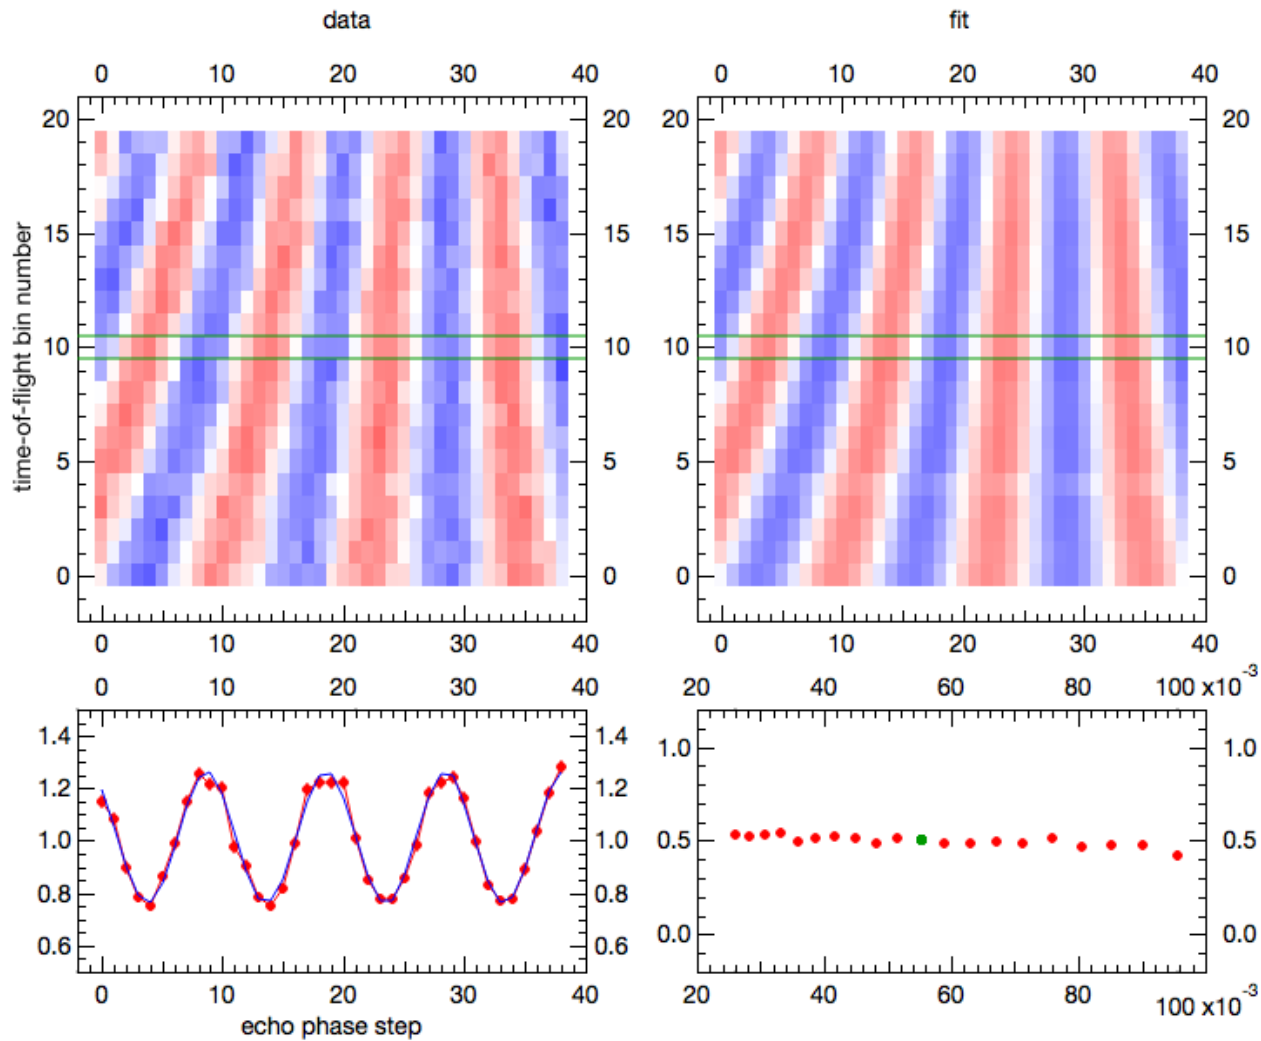 data
fit
0 10 20 30 40
0 10 20 30 40
20 20 20 20
15 15 15 15
10 10 10 10
5 5 5 5
0 0 0 0
time-of-flight bin number
0 10 20 30 40
0 10 20 30 40
0 10 20 30 40
20 40 60 80 100 x10⁻³
1.4 1.4
1.2 1.2
1.0 1.0
0.8 0.8
0.6 0.6
1.0 1.0
0.5 0.5
0.0 0.0
0 10 20 30 40
20 40 60 80 100 x10⁻³
echo phase step